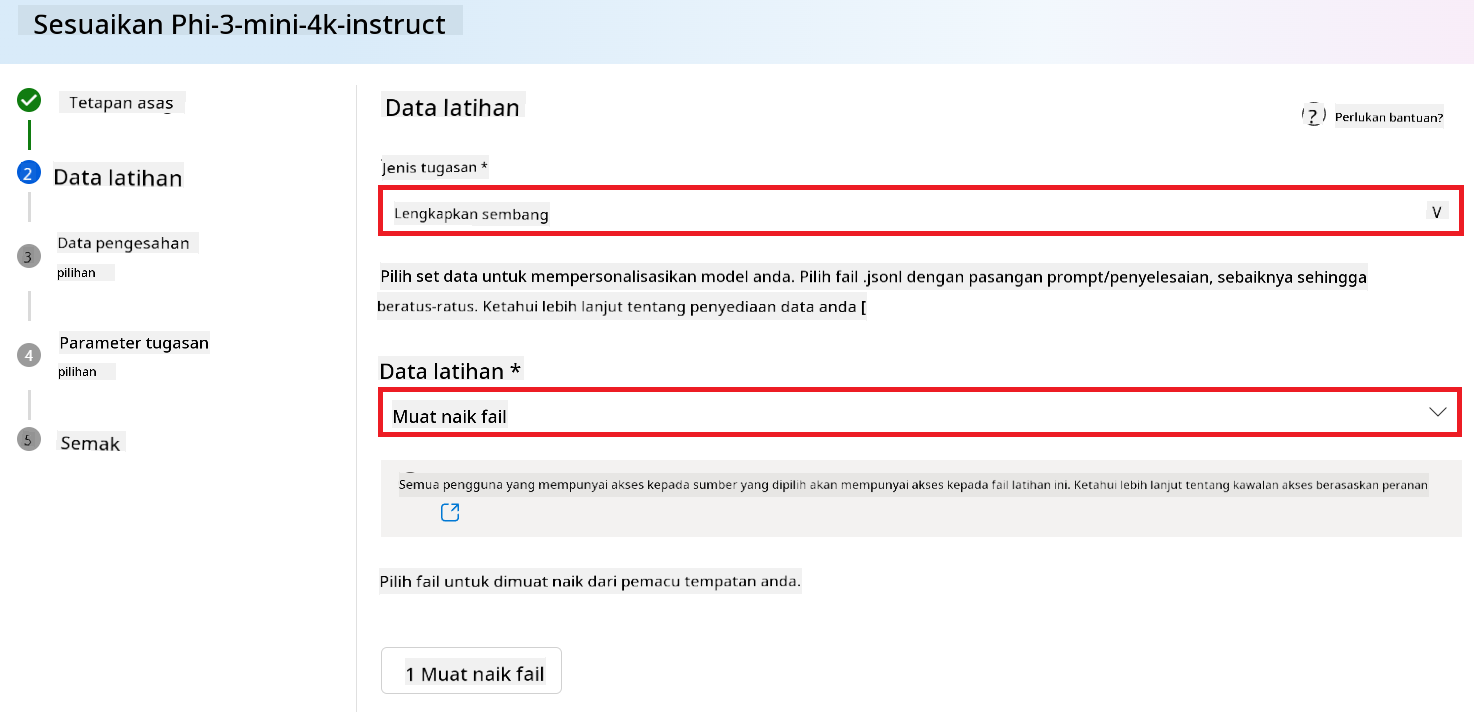 Sesuaikan Phi-3-mini-4k-instruct
Tetapan asas
2 Data latihan
3 Data pengesahan
pilihan
4 Parameter tugasan
pilihan
5 Semak
Data latihan
? Perlukan bantuan?
Jenis tugasan *
Lengkapkan sembang V
Pilih set data untuk mempersonalisasikan model anda. Pilih fail .jsonl dengan pasangan prompt/penyelesaian, sebaiknya sehingga
beratus-ratus. Ketahui lebih lanjut tentang penyediaan data anda [
Data latihan *
Muat naik fail
Semua pengguna yang mempunyai akses kepada sumber yang dipilih akan mempunyai akses kepada fail latihan ini. Ketahui lebih lanjut tentang kawalan akses berasaskan peranan
Pilih fail untuk dimuat naik dari pemacu tempatan anda.
1 Muat naik fail